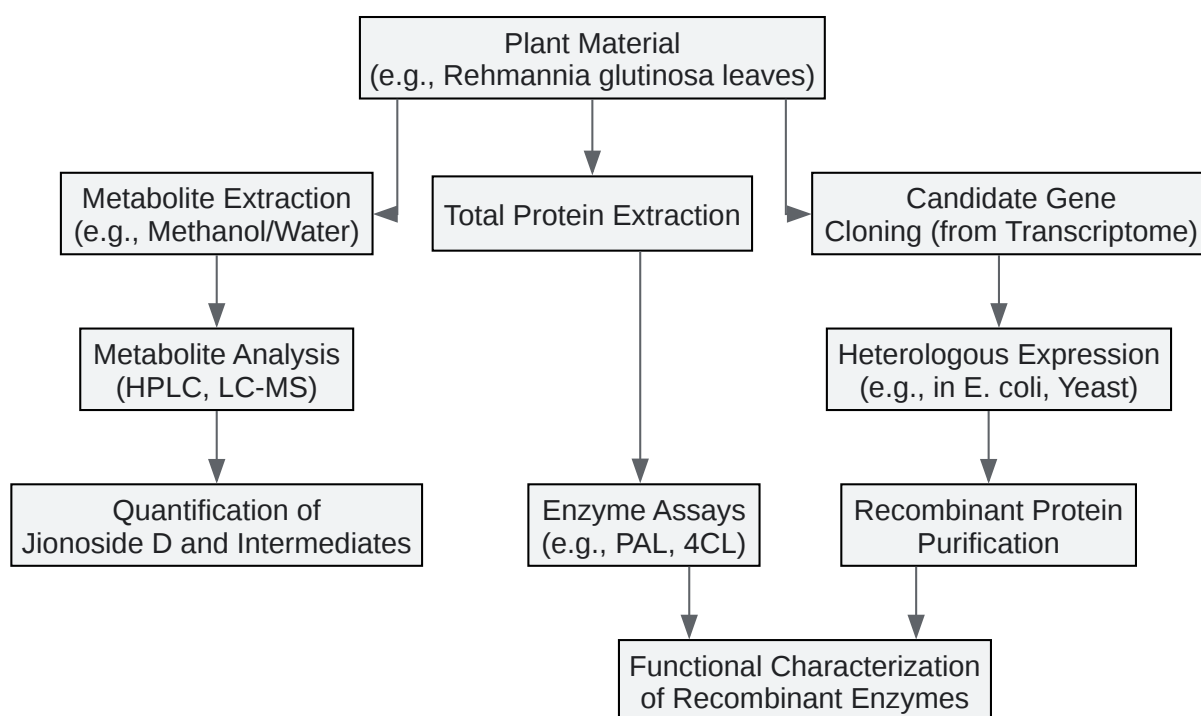 Plant Material
(e.g., Rehmannia glutinosa leaves)
Metabolite Extraction
(e.g., Methanol/Water)
Total Protein Extraction
Candidate Gene
Cloning (from Transcriptome)
Metabolite Analysis
(HPLC, LC-MS)
Heterologous Expression
(e.g., in E. coli, Yeast)
Quantification of
Jionoside D and Intermediates
Enzyme Assays
(e.g., PAL, 4CL)
Recombinant Protein
Purification
Functional Characterization
of Recombinant Enzymes